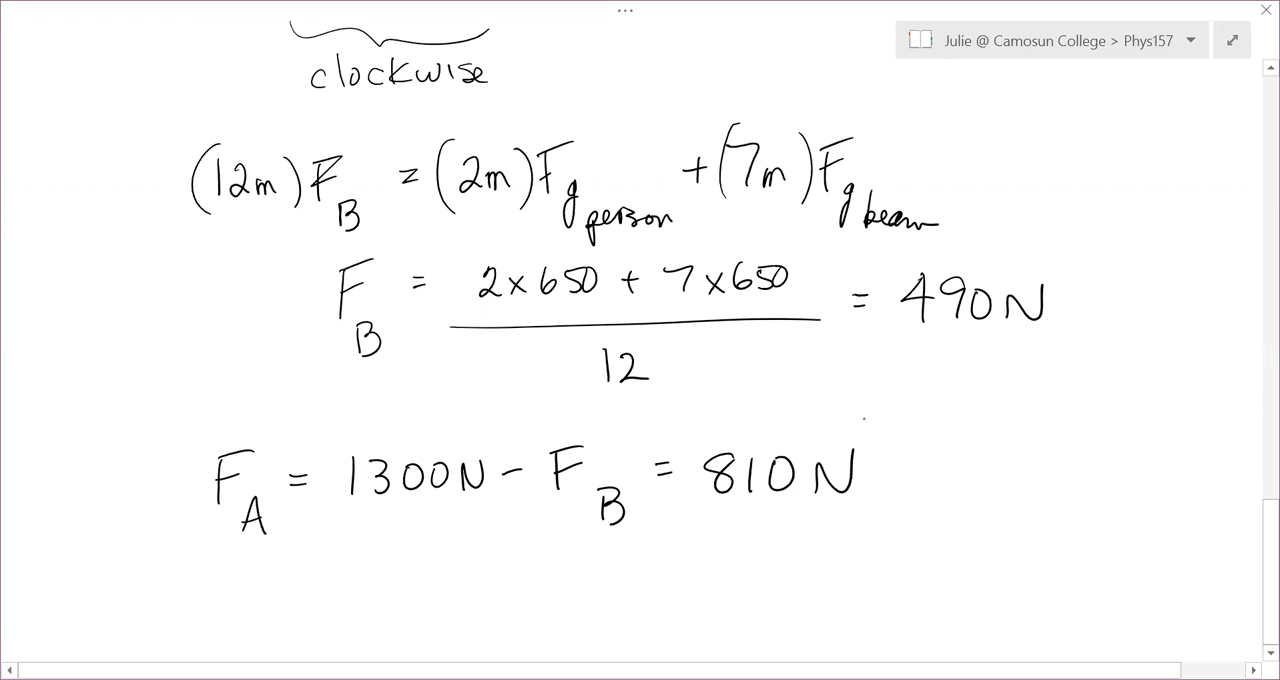 Julie @ Camosun College > Phys157
clockwise
(12m) F_B = (2m) F_g person + (7m) F_g beam
F_B = (2 × 650 + 7 × 650) / 12 = 490 N
F_A = 1300 N − F_B = 810 N